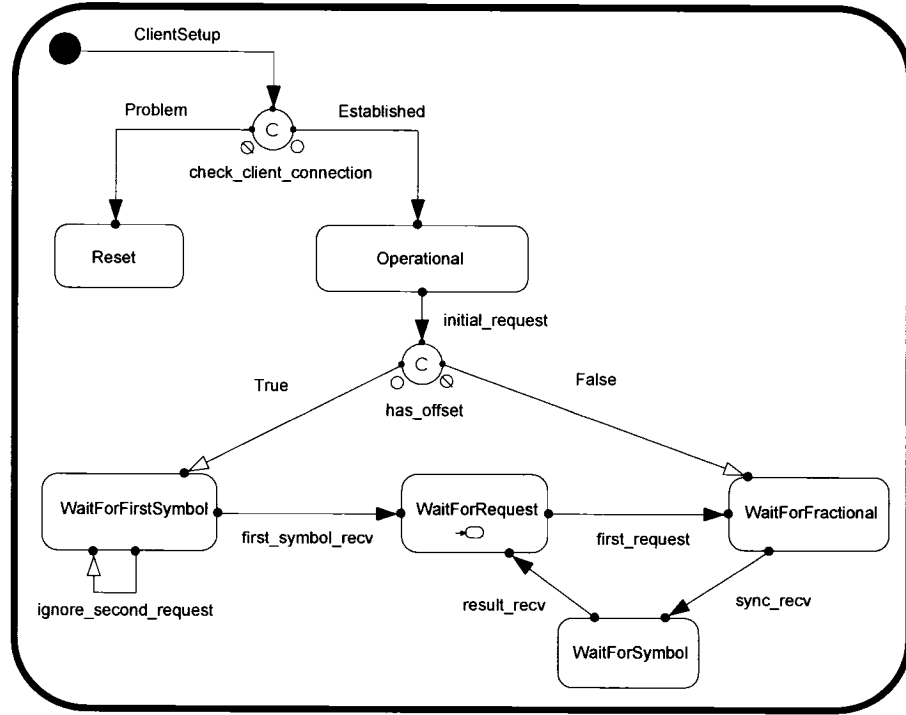 ClientSetup
Problem
Established
C
check_client_connection
Reset
Operational
initial_request
C
True
False
has_offset
WaitForFirstSymbol
WaitForRequest
WaitForFractional
first_symbol_recv
first_request
ignore_second_request
result_recv
sync_recv
WaitForSymbol